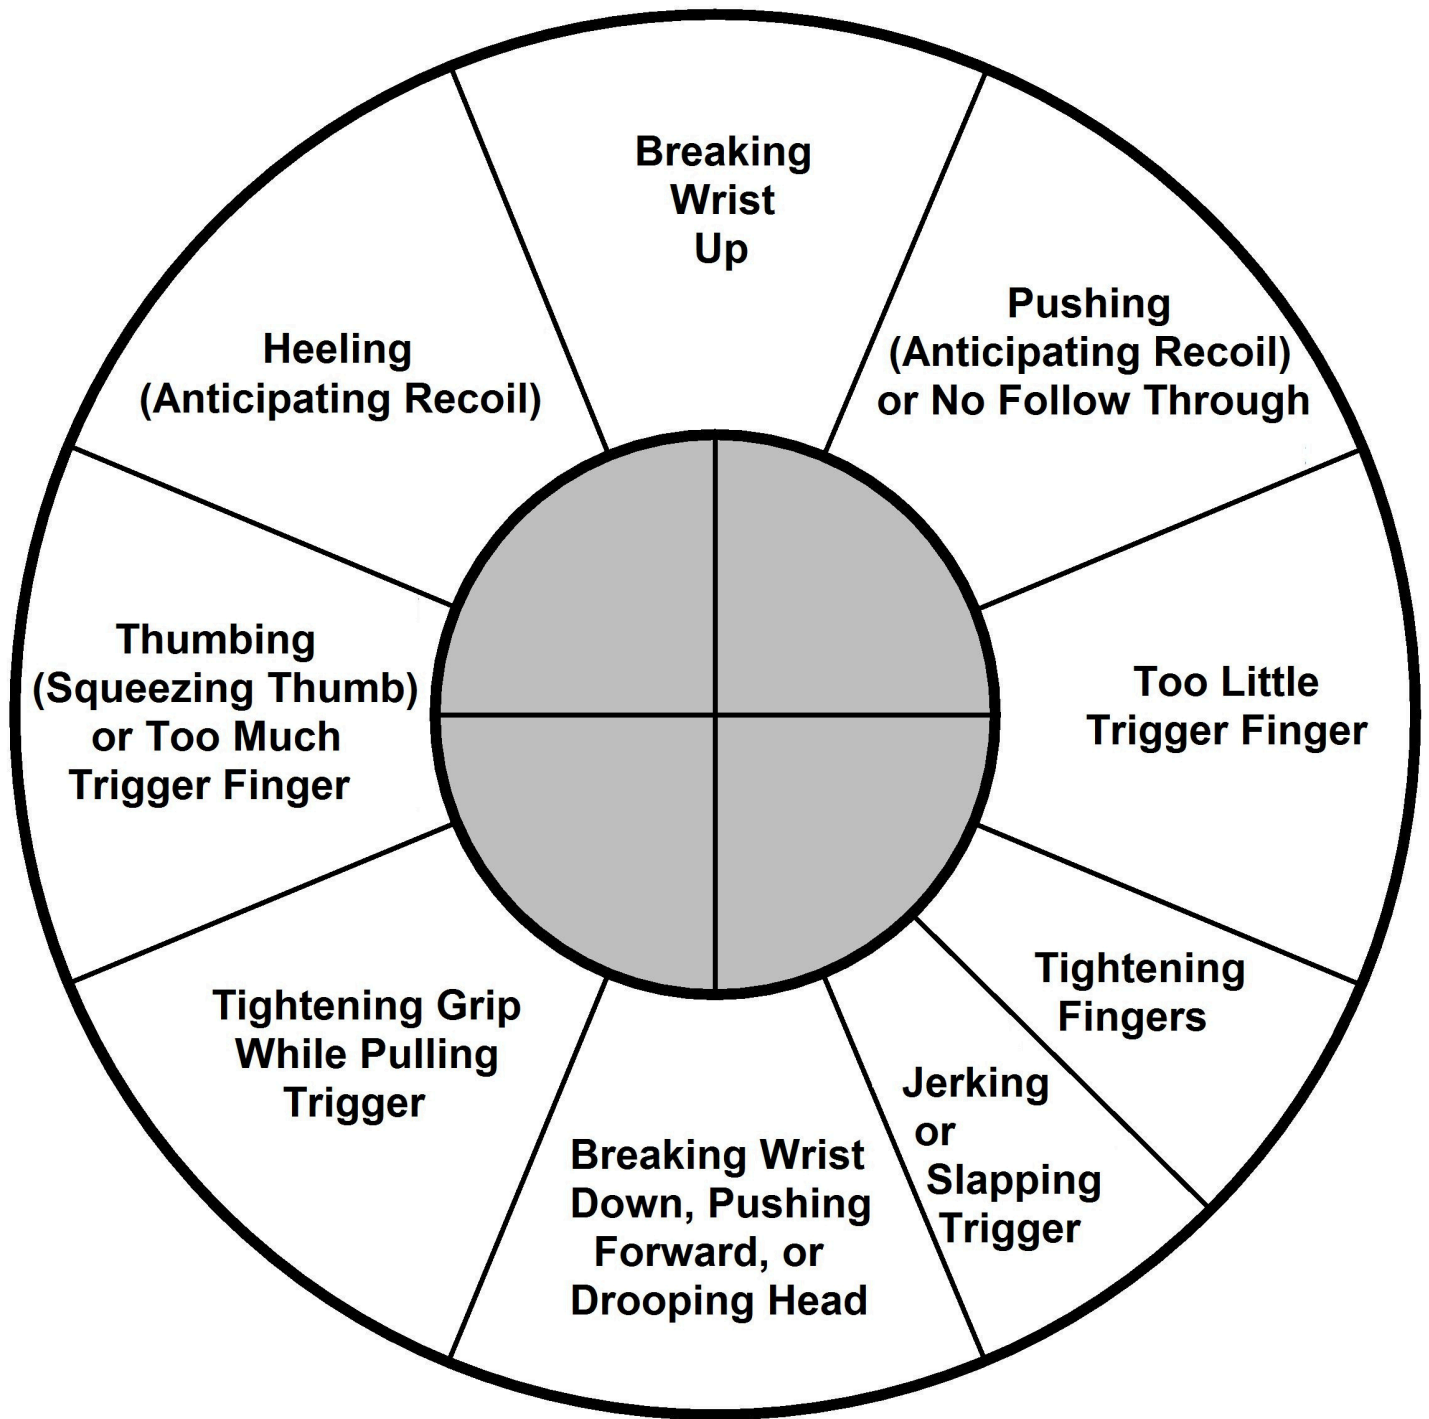 Breaking
Wrist
Up
Pushing
(Anticipating Recoil)
or No Follow Through
Heeling
(Anticipating Recoil)
Thumbing
(Squeezing Thumb)
or Too Much
Trigger Finger
Too Little
Trigger Finger
Tightening
Fingers
Tightening Grip
While Pulling
Trigger
Jerking
or
Slapping
Trigger
Breaking Wrist
Down, Pushing
Forward, or
Drooping Head